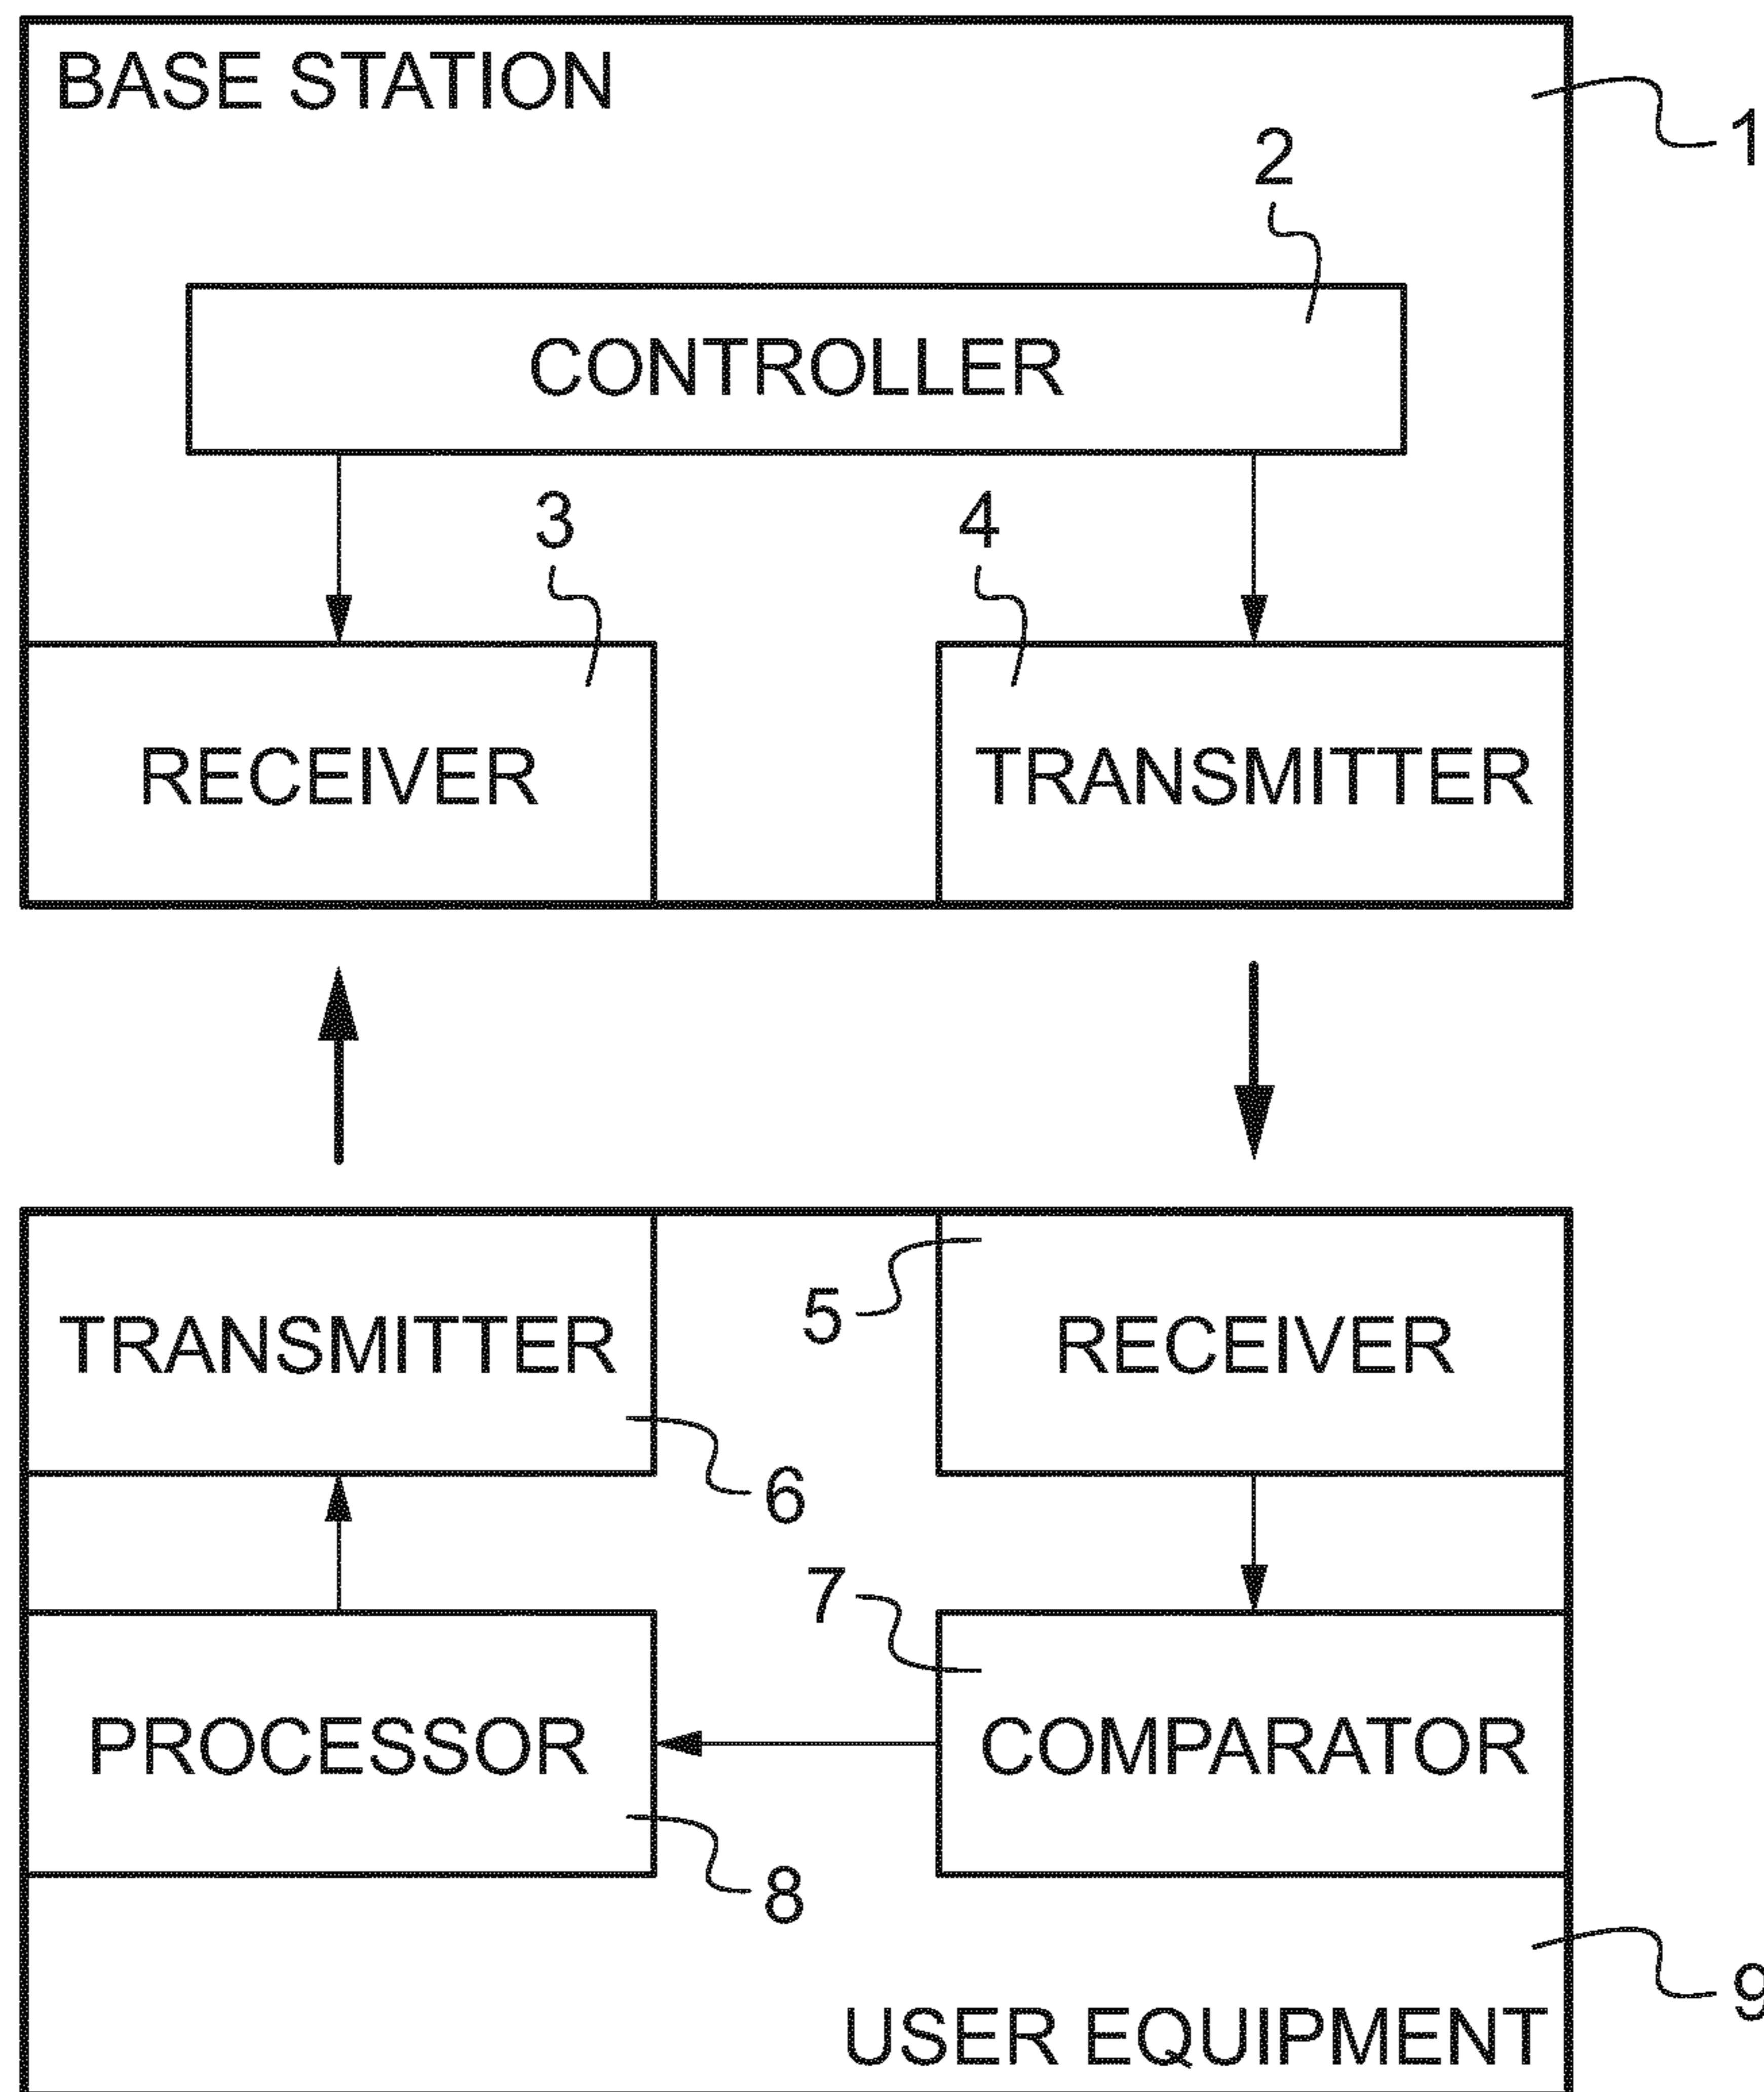 BASE STATION
1
2
CONTROLLER
3
4
RECEIVER
TRANSMITTER
TRANSMITTER
5
RECEIVER
6
7
PROCESSOR
COMPARATOR
8
9
USER EQUIPMENT